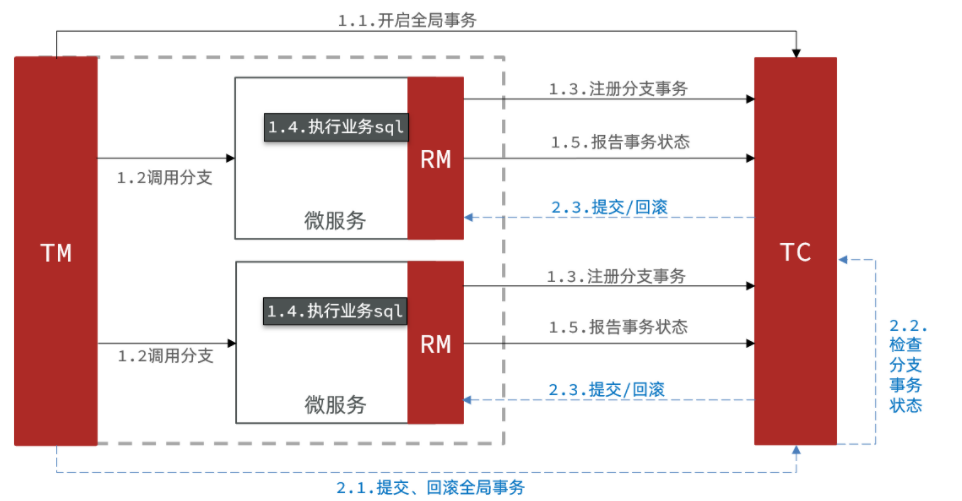 1.1.开启全局事务
TM
1.2调用分支
1.4.执行业务sql
微服务
RM
1.3.注册分支事务
1.5.报告事务状态
2.3.提交/回滚
1.2调用分支
1.4.执行业务sql
微服务
RM
1.3.注册分支事务
1.5.报告事务状态
2.3.提交/回滚
TC
2.2.
检查
分支
事务
状态
2.1.提交、回滚全局事务